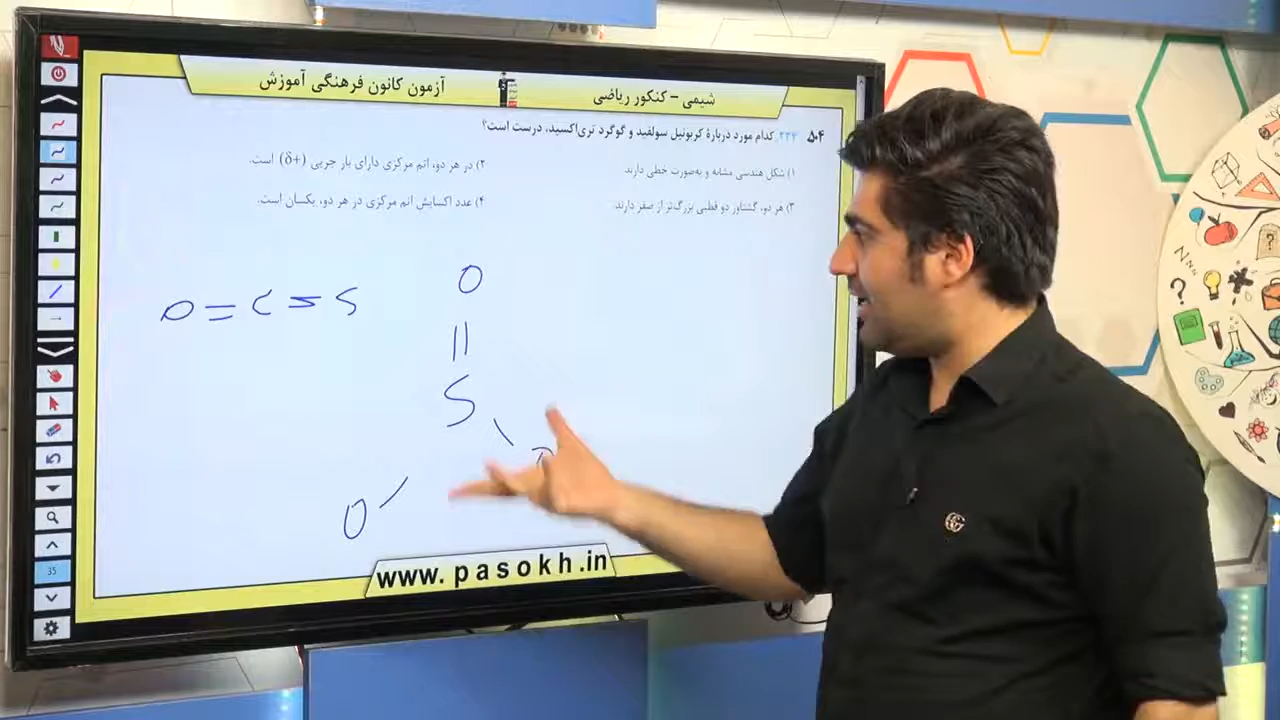 آزمون کانون فرهنگی آموزش
شیمی - کنکور ریاضی
۵۰۴
۲۳۴. کدام مورد دربارهٔ کربونیل سولفید و گوگرد تری‌اکسید، درست است؟
۱) شکل هندسی مشابه و به‌صورت خطی دارند.
۲) در هر دو، اتم مرکزی دارای بار جزیی (δ+) است.
۳) هر دو، گشتاور دو قطبی بزرگ‌تر از صفر دارند.
۴) عدد اکسایش اتم مرکزی در هر دو، یکسان است.
O = C = S
O
||
S
O
www.pasokh.in
35